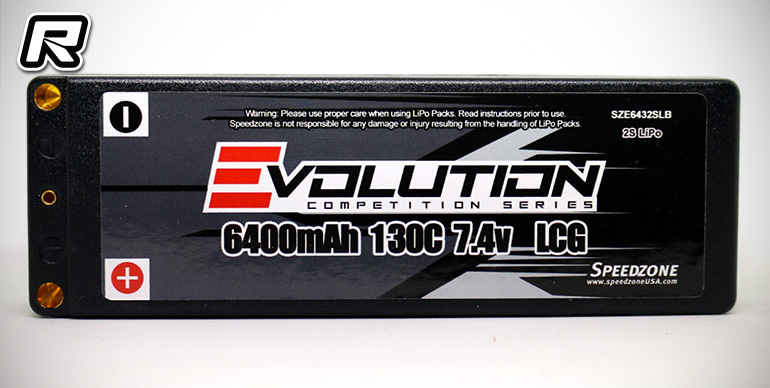 R
Warning: Please use proper care when using LiPo Packs. Read instructions prior to use.
Speedzone is not responsible for any damage or injury resulting from the handling of LiPo Packs.
SZE6432SLB
2S LiPo
EVOLUTION
COMPETITION SERIES
6400mAh 130C 7.4v LCG
SPEEDZONE
www.speedzoneUSA.com